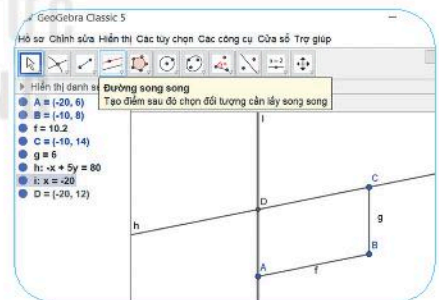 GeoGebra Classic 5
Hồ sơ Chỉnh sửa Hiển thị Các tùy chọn Các công cụ Cửa sổ Trợ giúp
Hiển thị danh s
Đường song song
Tạo điểm sau đó chọn đối tượng cần lấy song song
A = (-20, 6)
B = (-10, 8)
f = 10.2
C = (-10, 14)
g = 6
h: -x + 5y = 80
i: x = -20
D = (-20, 12)
i
C
D
h
g
B
A
f